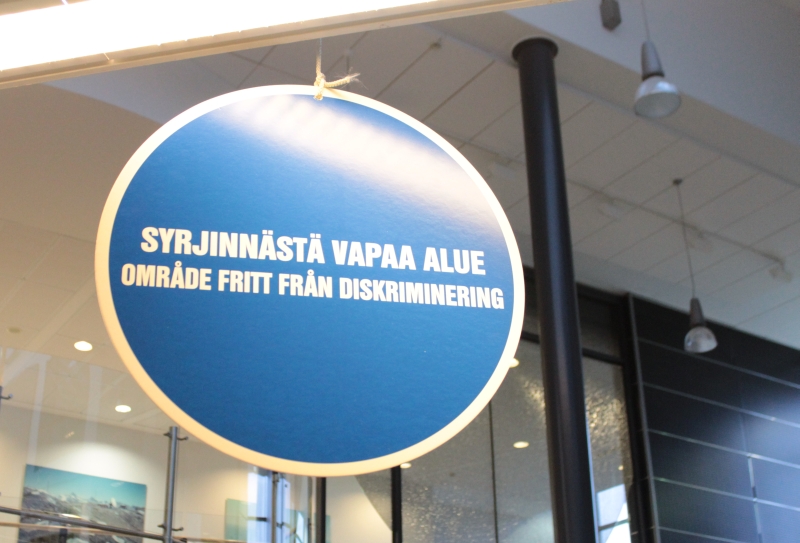 SYRJINNÄSTÄ VAPAA ALUE
OMRÅDE FRITT FRÅN DISKRIMINERING